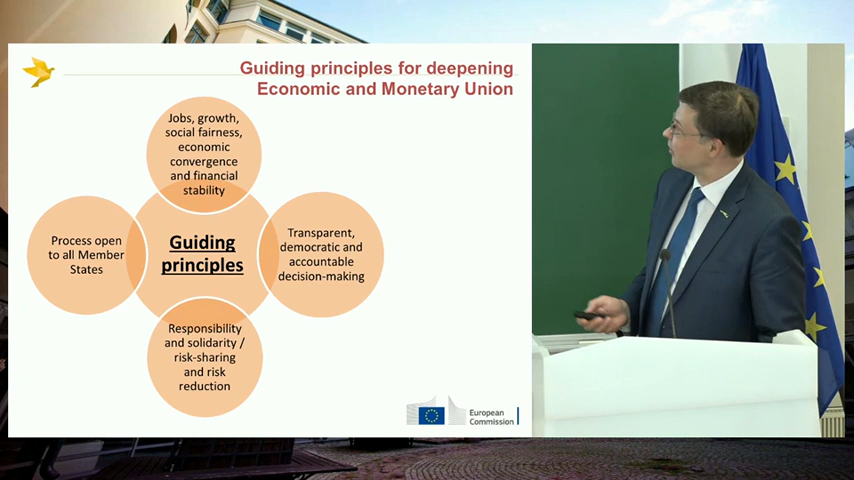 Guiding principles for deepening
Economic and Monetary Union
Jobs, growth,
social fairness,
economic
convergence
and financial
stability
Process open
to all Member
States
Guiding
principles
Transparent,
democratic and
accountable
decision-making
Responsibility
and solidarity /
risk-sharing
and risk
reduction
European
Commission